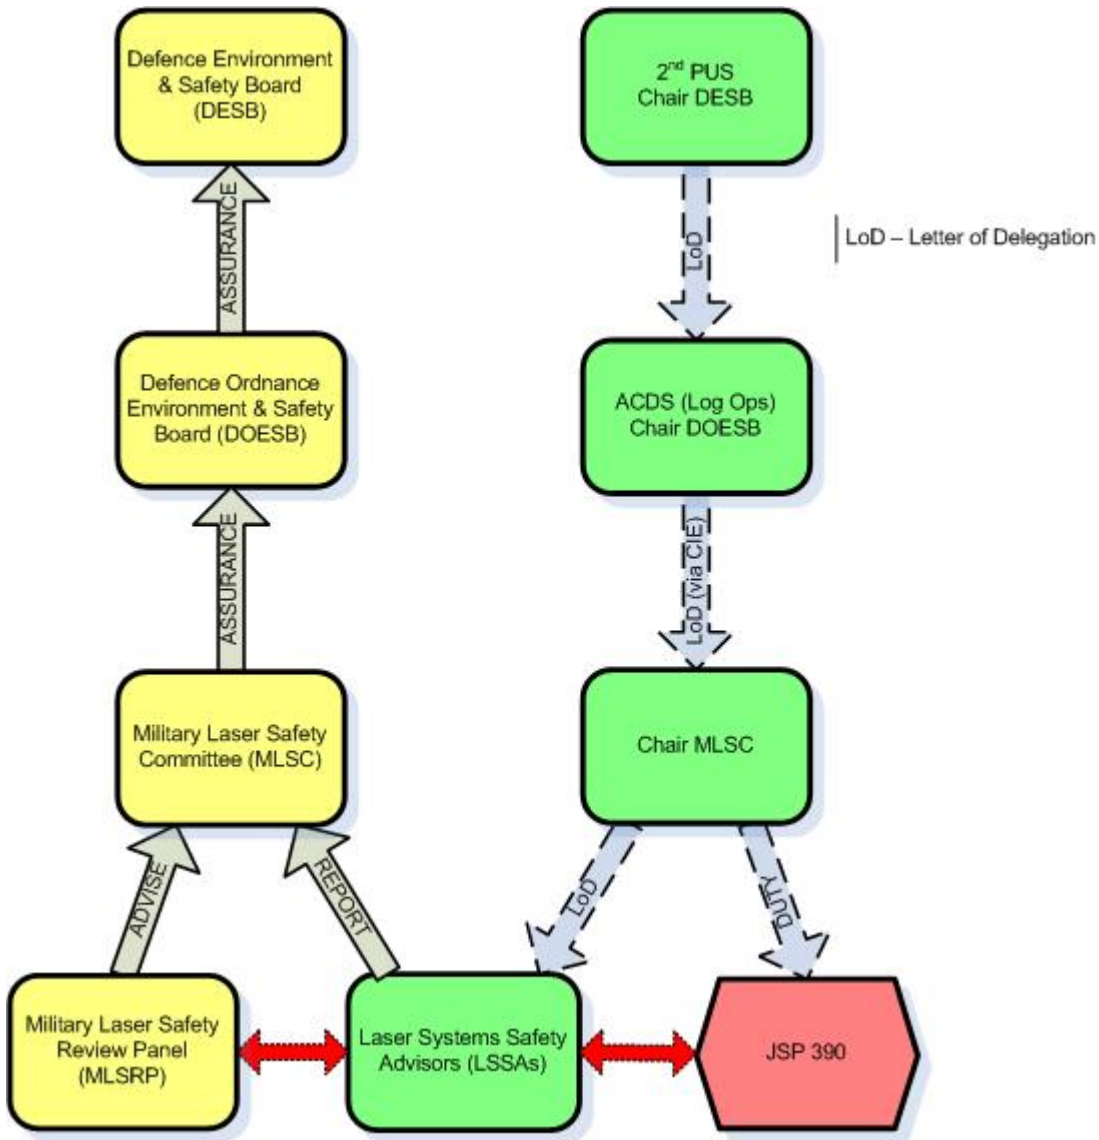 Defence Environment
& Safety Board
(DESB)
2nd PUS
Chair DESB
ASSURANCE
LoD
LoD – Letter of Delegation
Defence Ordnance
Environment & Safety
Board (DOESB)
ACDS (Log Ops)
Chair DOESB
ASSURANCE
LoD (via CIE)
Military Laser Safety
Committee (MLSC)
Chair MLSC
ADVISE
REPORT
LoD
DUTY
Military Laser Safety
Review Panel
(MLSRP)
Laser Systems Safety
Advisors (LSSAs)
JSP 390